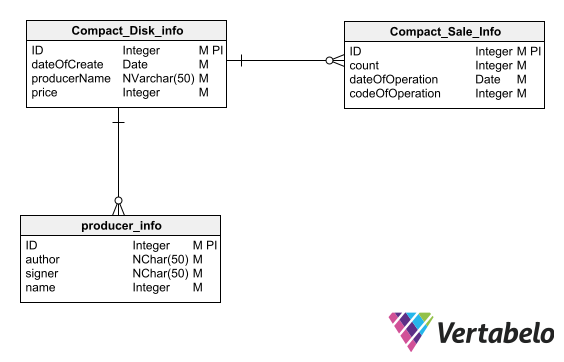 Compact_Disk_info
ID Integer M PI
dateOfCreate Date M
producerName NVarchar(50) M
price Integer M
Compact_Sale_Info
ID Integer M PI
count Integer M
dateOfOperation Date M
codeOfOperation Integer M
producer_info
ID Integer M PI
author NChar(50) M
signer NChar(50) M
name Integer M
Vertabelo